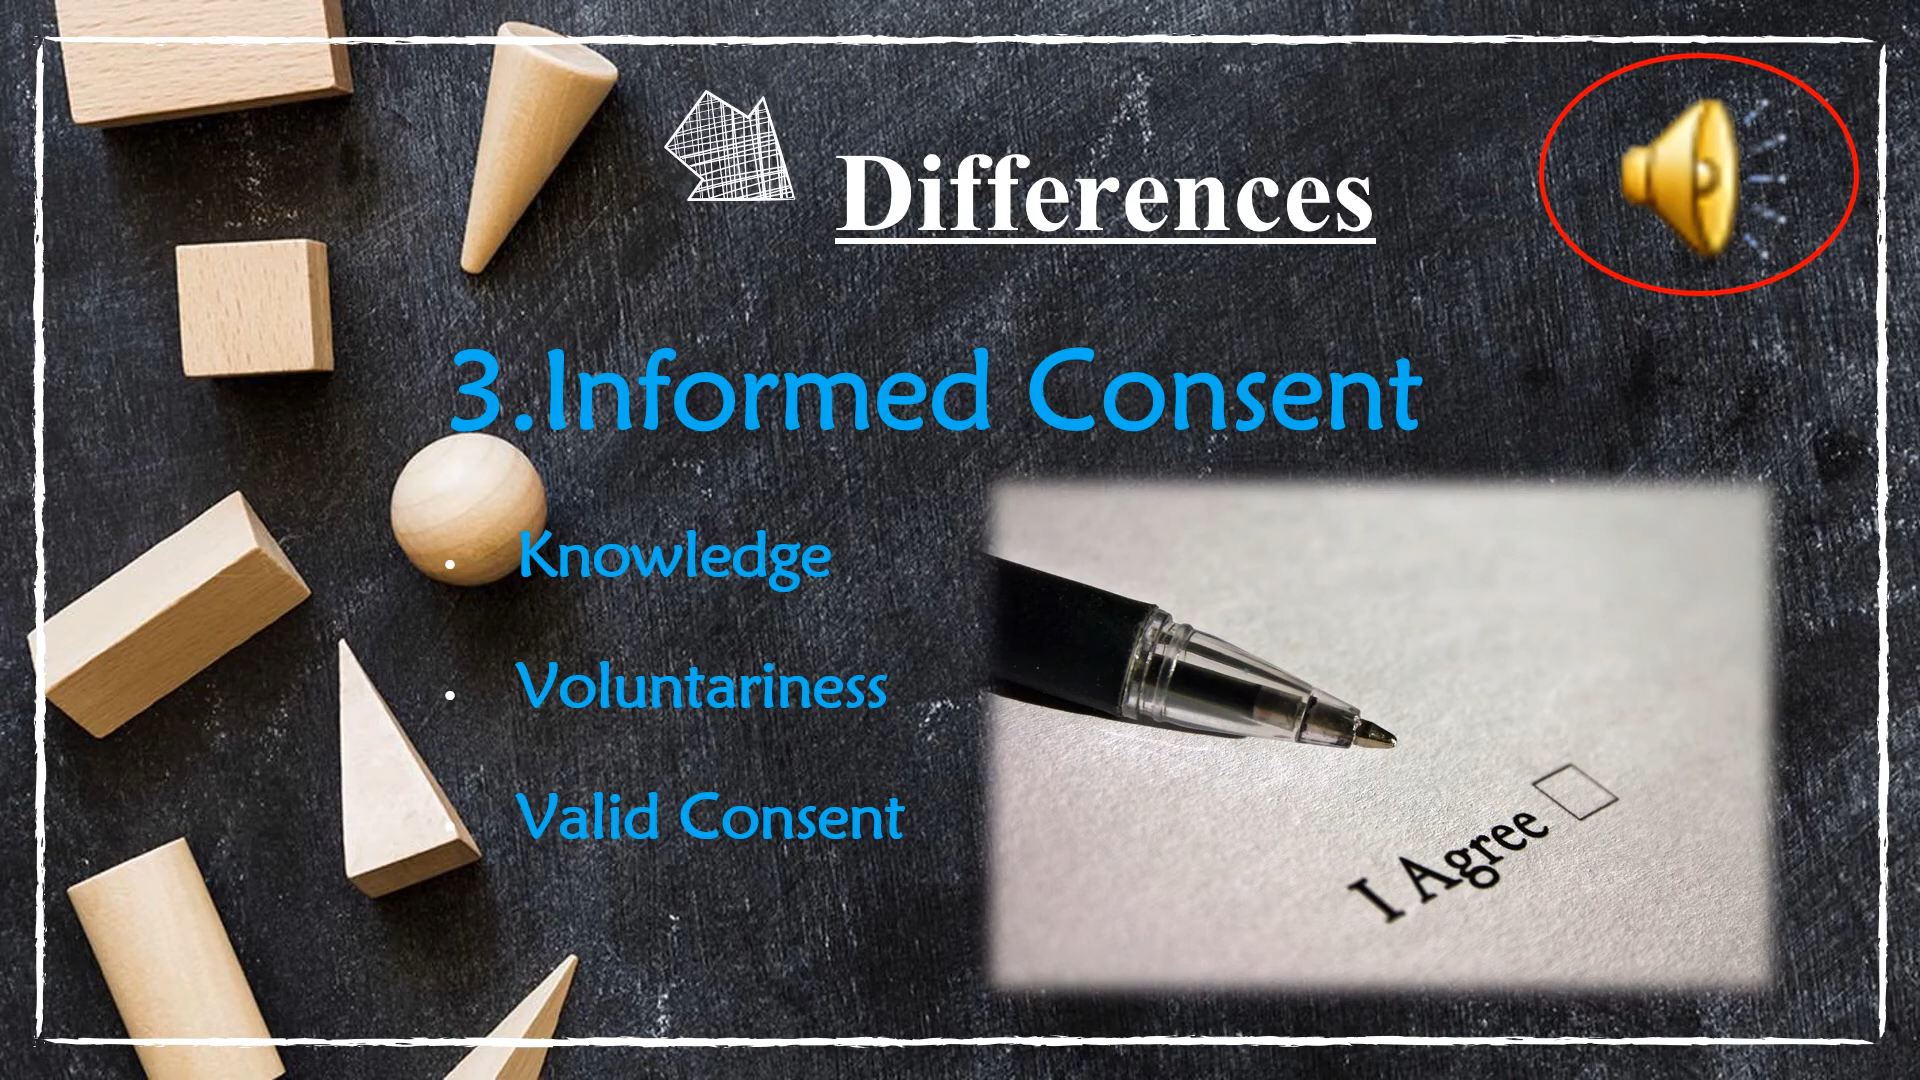 Differences
3.Informed Consent
• Knowledge
• Voluntariness
• Valid Consent
I Agree